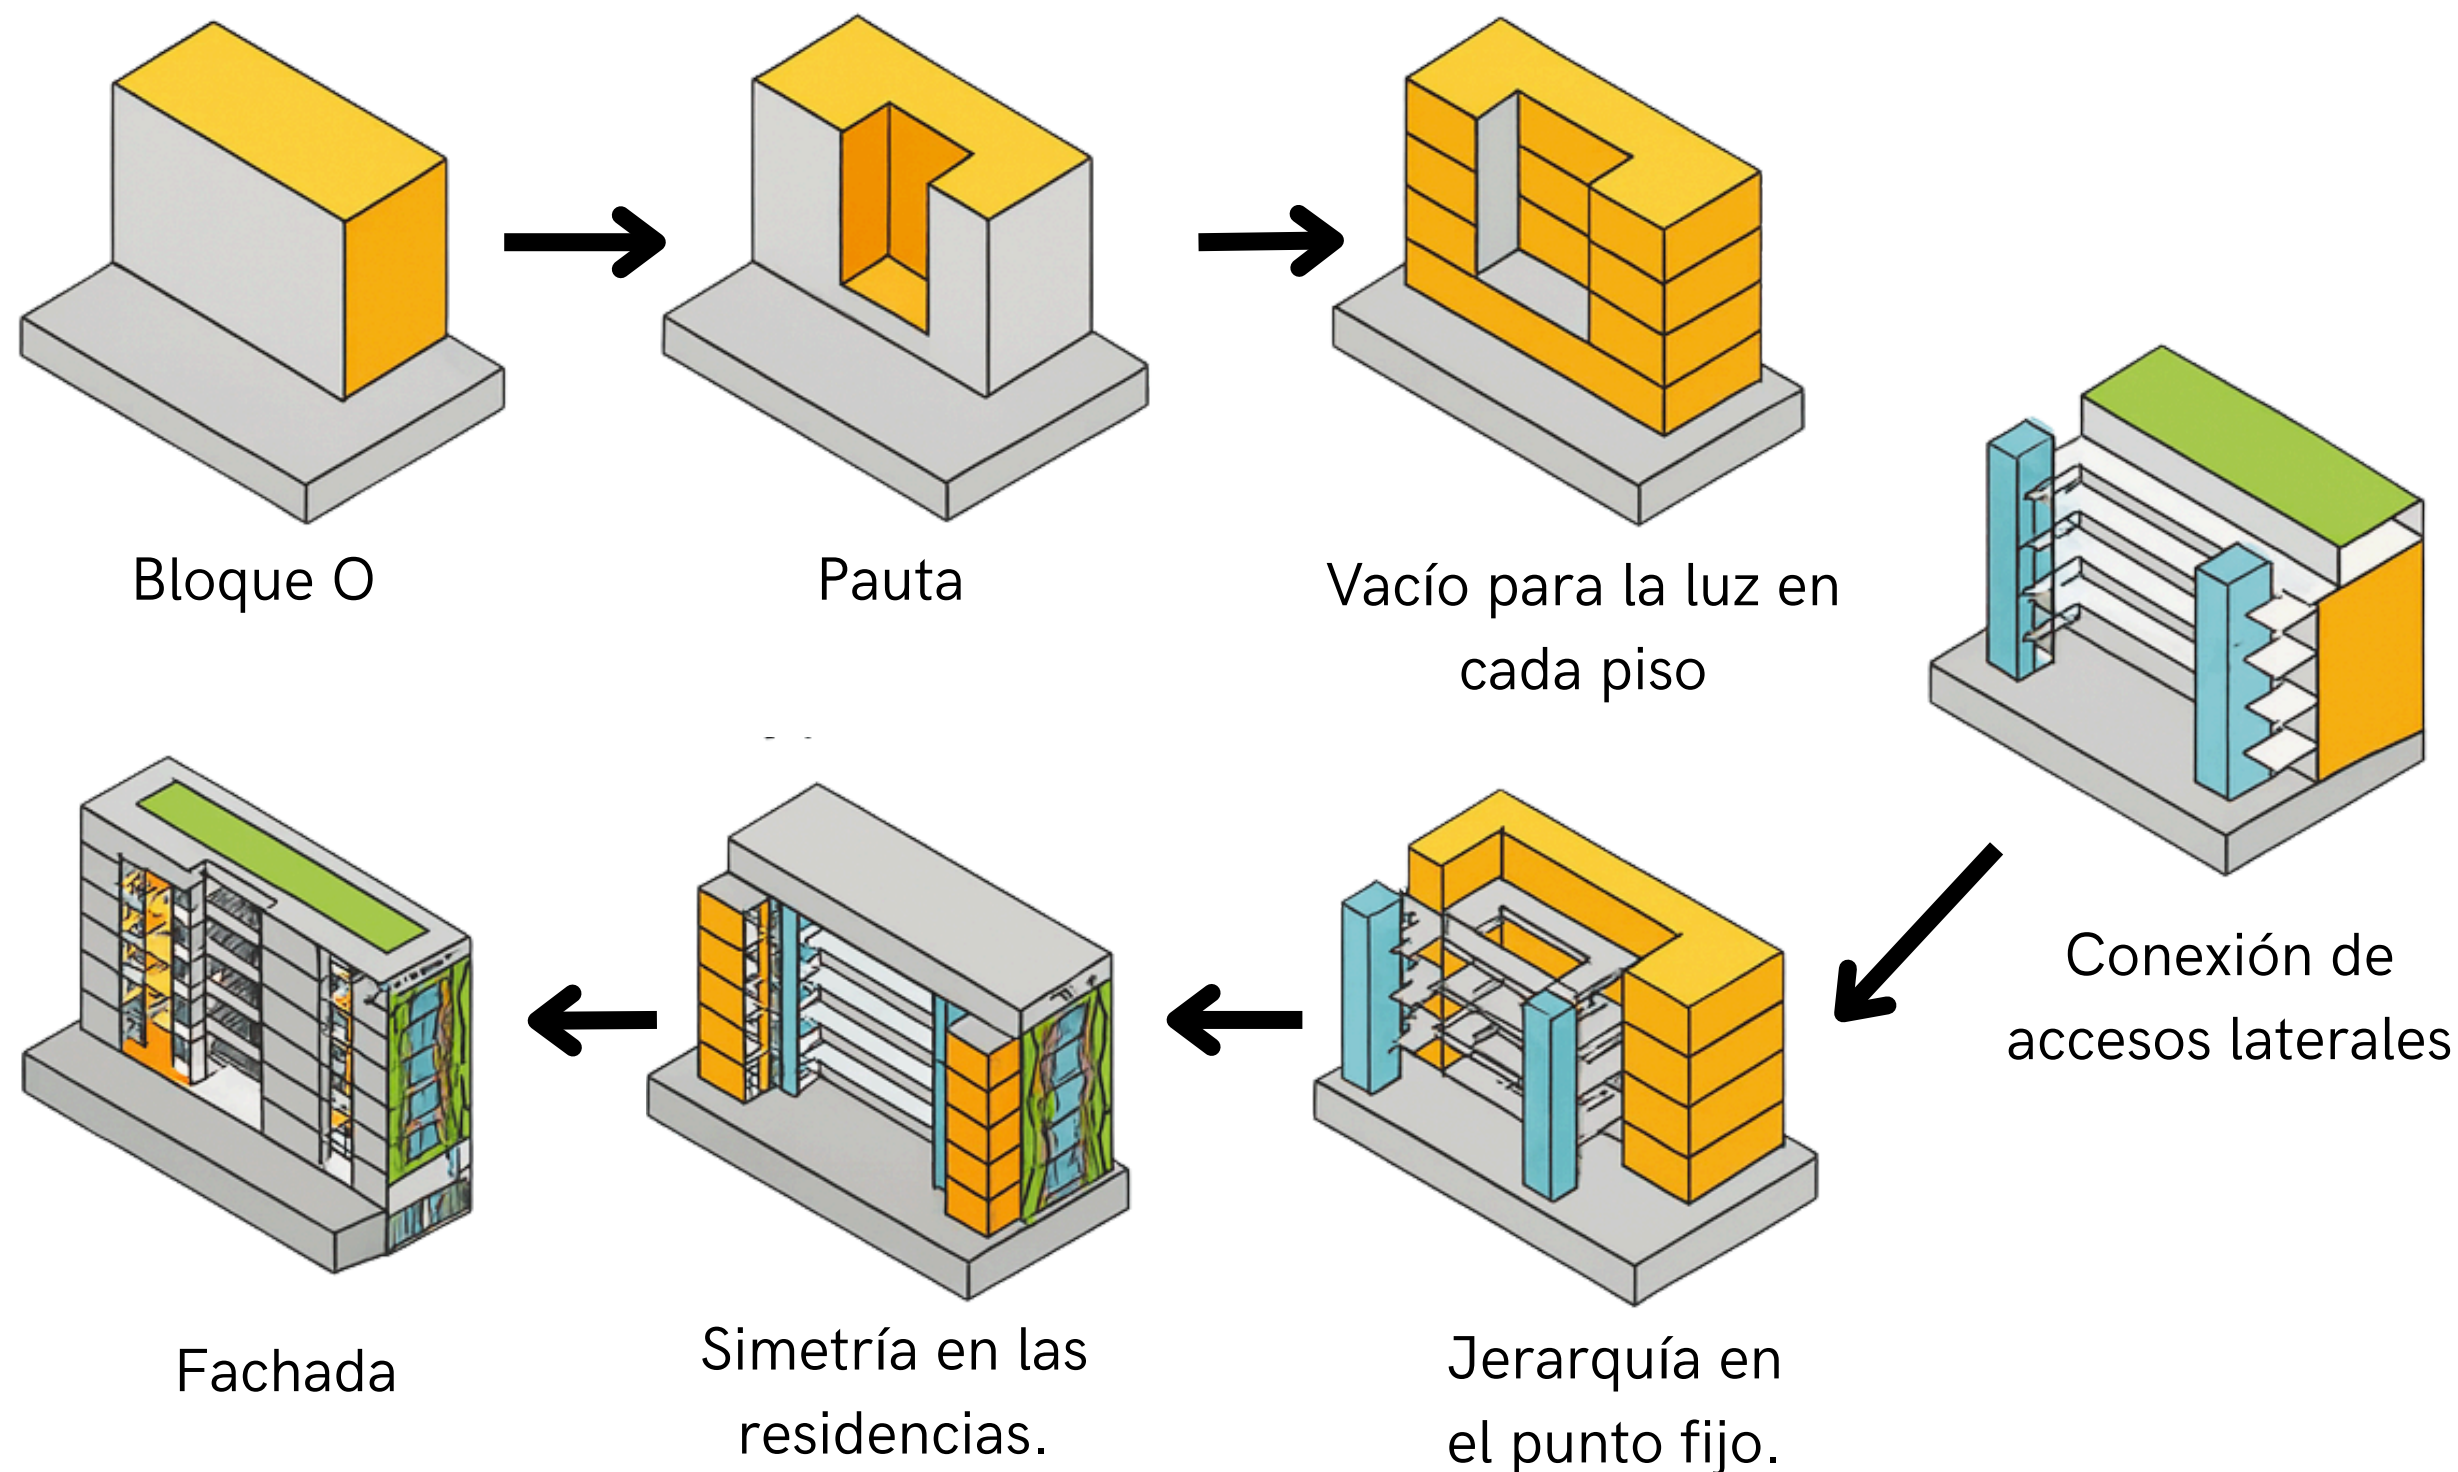 Bloque O
Pauta
Vacío para la luz en
cada piso
Conexión de
accesos laterales
Jerarquía en
el punto fijo.
Simetría en las
residencias.
Fachada